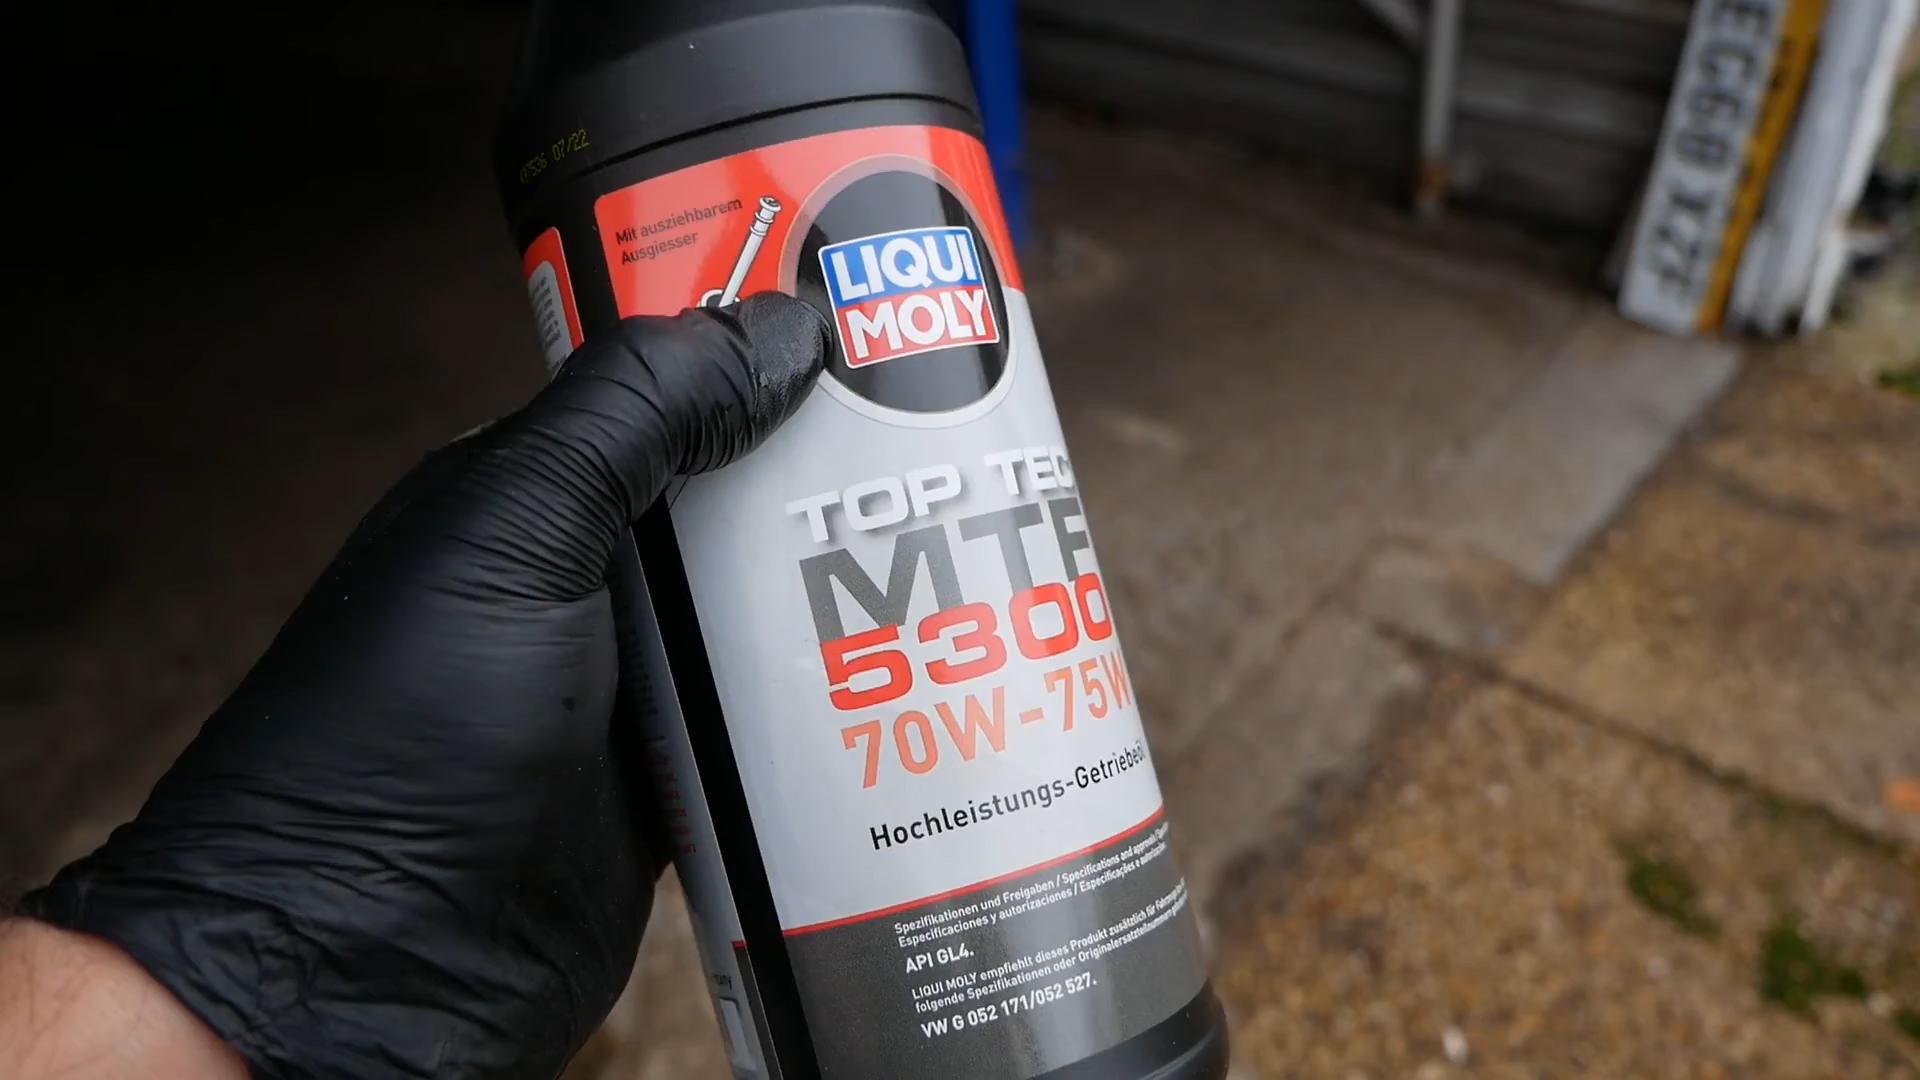 07/22
Mit ausziehbarem
Ausgiesser
LIQUI
MOLY
TOP TEC
MTF
5300
70W-75W
Hochleistungs-Getriebeöl
Spezifikationen und Freigaben / Specifications and approvals
Especificaciones y autorizaciones / Especificações e autorizações
API GL4.
LIQUI MOLY empfiehlt dieses Produkt zusätzlich für Fahrzeuge
folgende Spezifikationen oder Originalersatzteilnummern
VW G 052 171/052 527.